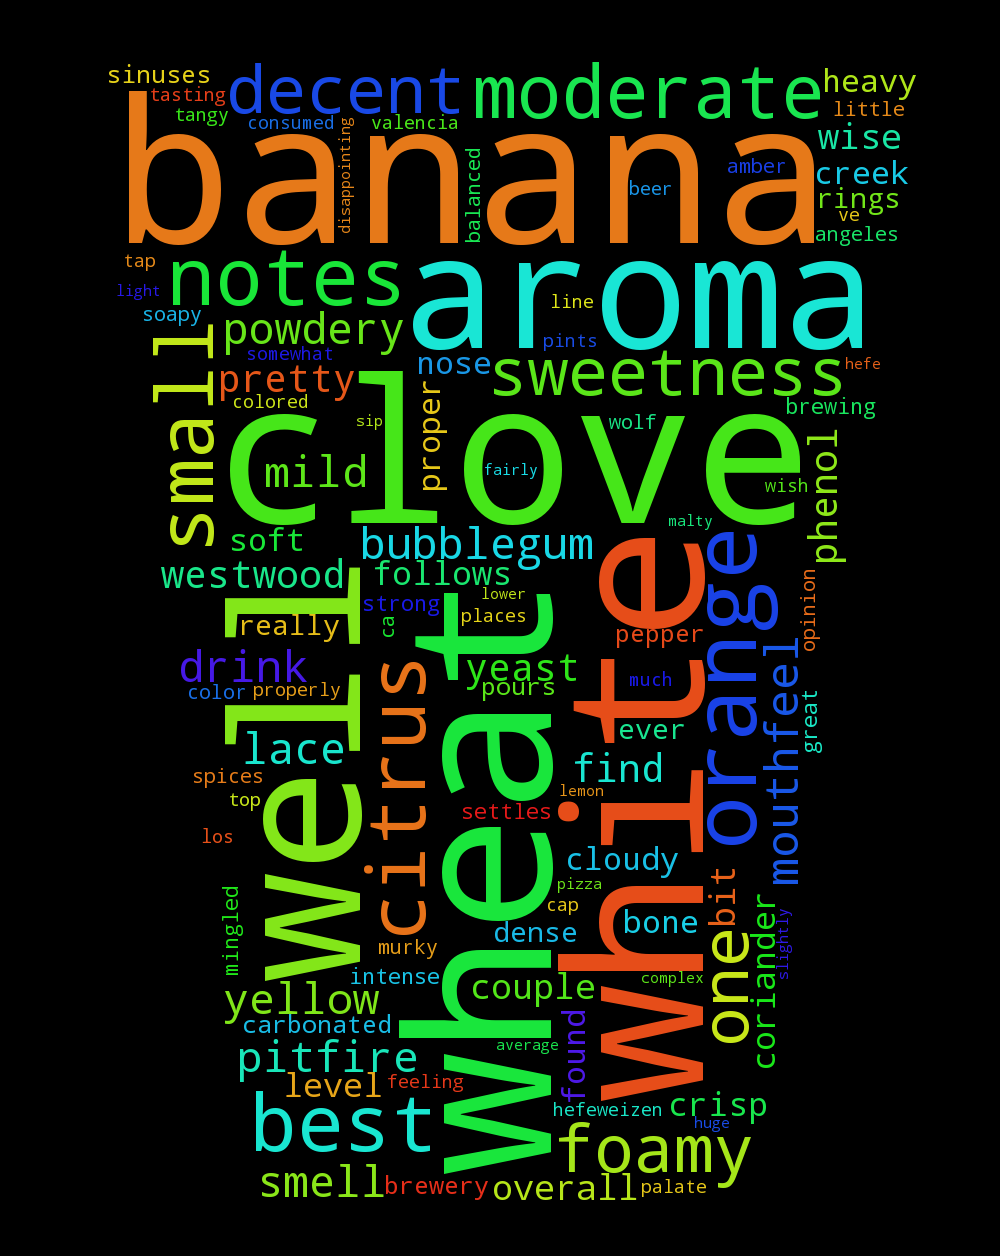 sinuses
decent
moderate
heavy
tasting
little
tangy
consumed
valencia
banana
disappointing
balanced
beer
amber
wise
creek
rings
ve
angeles
tap
notes
aroma
light
line
soapy
powdery
pints
somewhat
nose
sweetness
hefe
small
pretty
colored
sip
proper
clove
wolf
brewing
mild
fairly
wish
phenol
malty
soft
bubblegum
westwood
follows
lower
strong
places
ca
really
well
wheat
white
orange
opinion
pepper
drink
yeast
pours
color
properly
citrus
much
mouthfeel
great
ever
lace
find
spices
top
lemon
settles
los
cloudy
pizza
bit
cap
mingled
bone
dense
one
coriander
slightly
murky
intense
couple
complex
yellow
carbonated
found
average
pitfire
level
feeling
best
hefeweizen
crisp
huge
foamy
smell
brewery
overall
palate